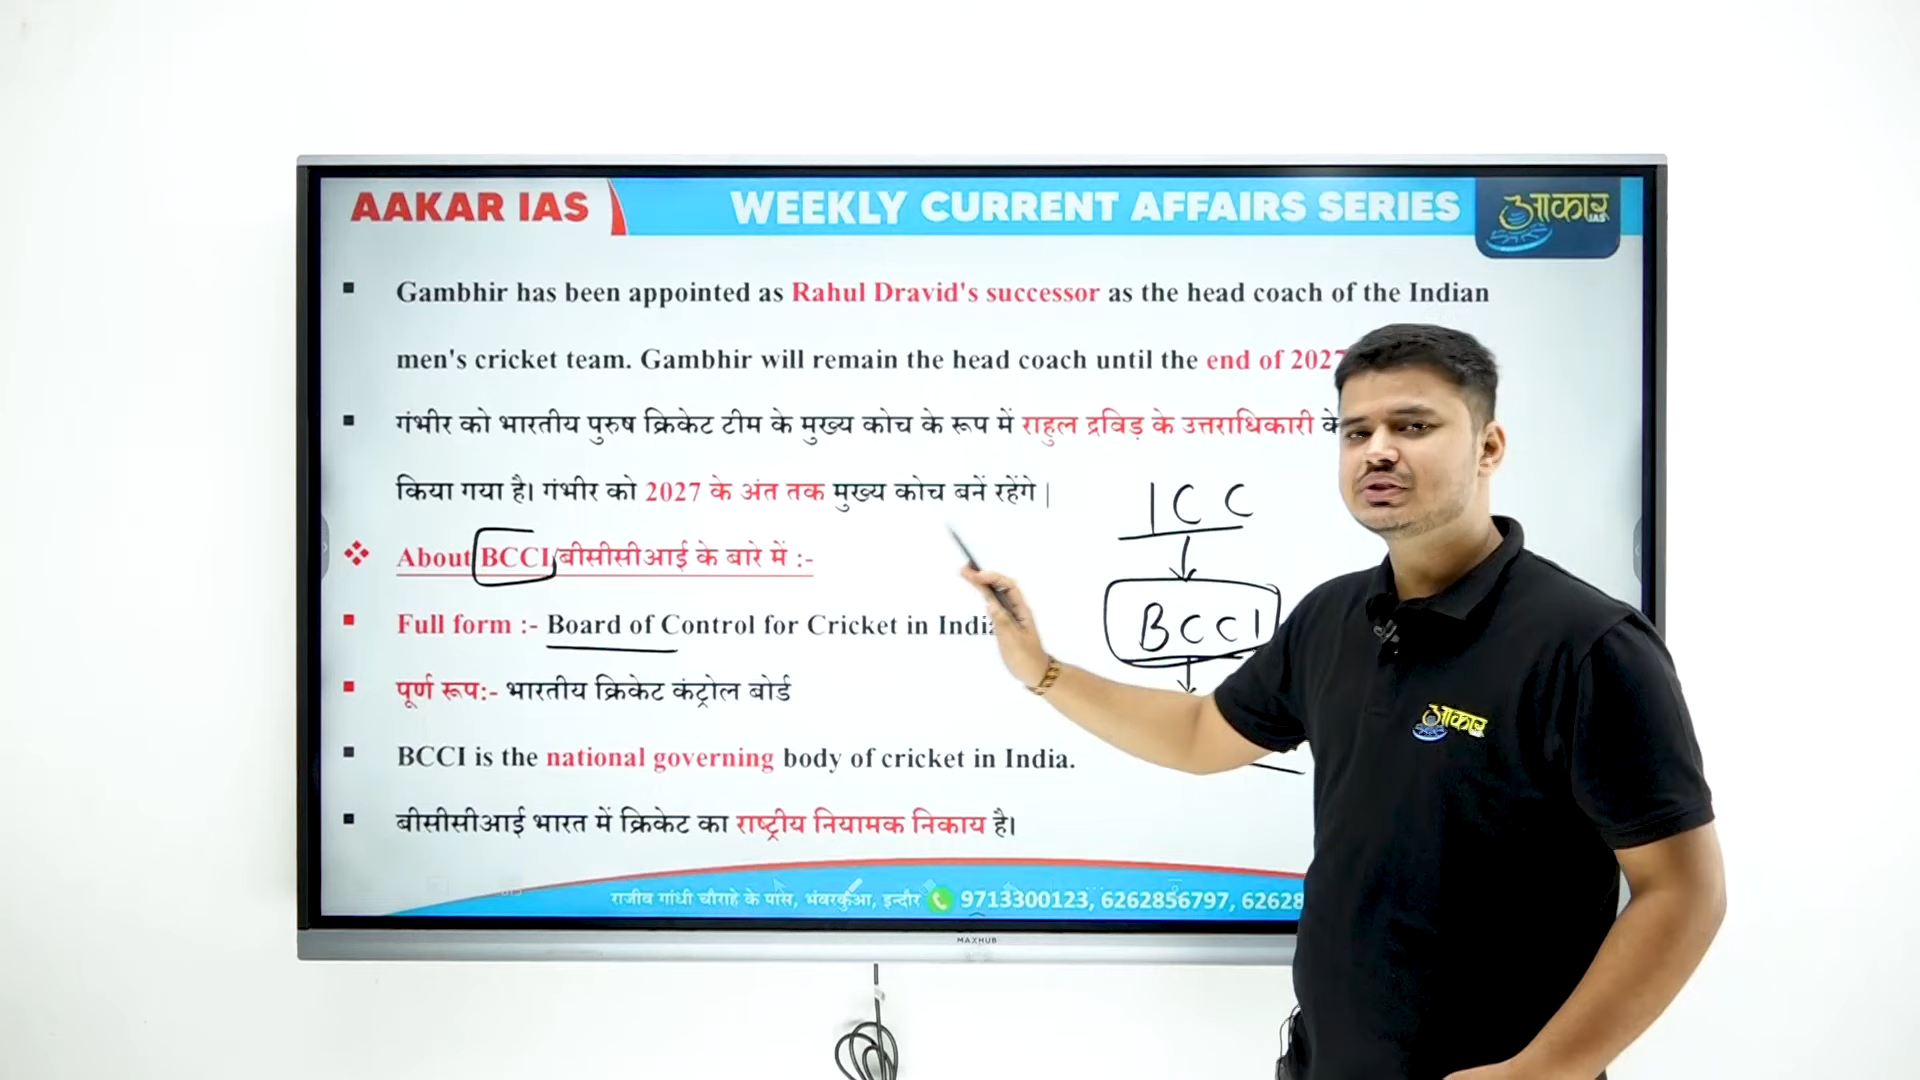 AAKAR IAS
WEEKLY CURRENT AFFAIRS SERIES
आकार
IAS
Gambhir has been appointed as Rahul Dravid's successor as the head coach of the Indian
men's cricket team. Gambhir will remain the head coach until the end of 2027
गंभीर को भारतीय पुरुष क्रिकेट टीम के मुख्य कोच के रूप में राहुल द्रविड़ के उत्तराधिकारी के
किया गया है। गंभीर को 2027 के अंत तक मुख्य कोच बनें रहेंगे |
ICC
About BCCI/बीसीसीआई के बारे में :-
BCCI
Full form :- Board of Control for Cricket in India
पूर्ण रूप:- भारतीय क्रिकेट कंट्रोल बोर्ड
आकार
BCCI is the national governing body of cricket in India.
बीसीसीआई भारत में क्रिकेट का राष्ट्रीय नियामक निकाय है।
राजीव गांधी चौराहे के पास, भंवरकुँआ, इन्दौर 9713300123, 6262856797, 62628
MAXHUB